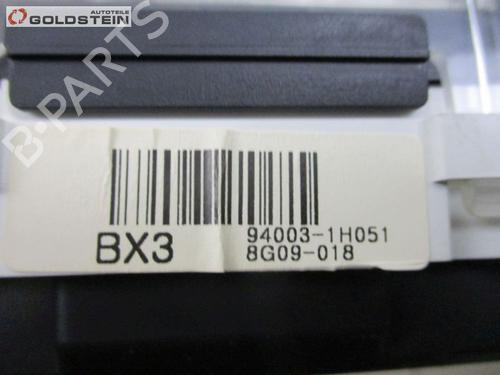 AUTOTEILE
GOLDSTEIN
B-PARTS
BX3
94003-1H051
8G09-018